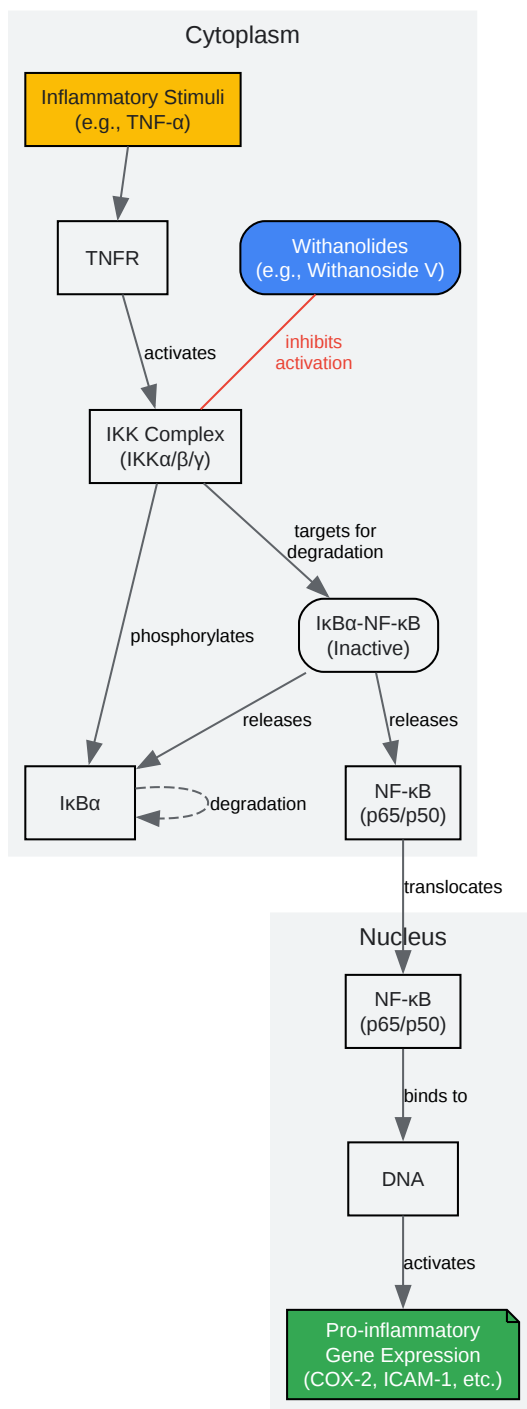 Cytoplasm
Inflammatory Stimuli
(e.g., TNF-α)
TNFR
Withanolides
(e.g., Withanoside V)
activates
inhibits
activation
IKK Complex
(IKKα/β/γ)
targets for
degradation
phosphorylates
IκBα-NF-κB
(Inactive)
releases
releases
IκBα
degradation
NF-κB
(p65/p50)
translocates
Nucleus
NF-κB
(p65/p50)
binds to
DNA
activates
Pro-inflammatory
Gene Expression
(COX-2, ICAM-1, etc.)